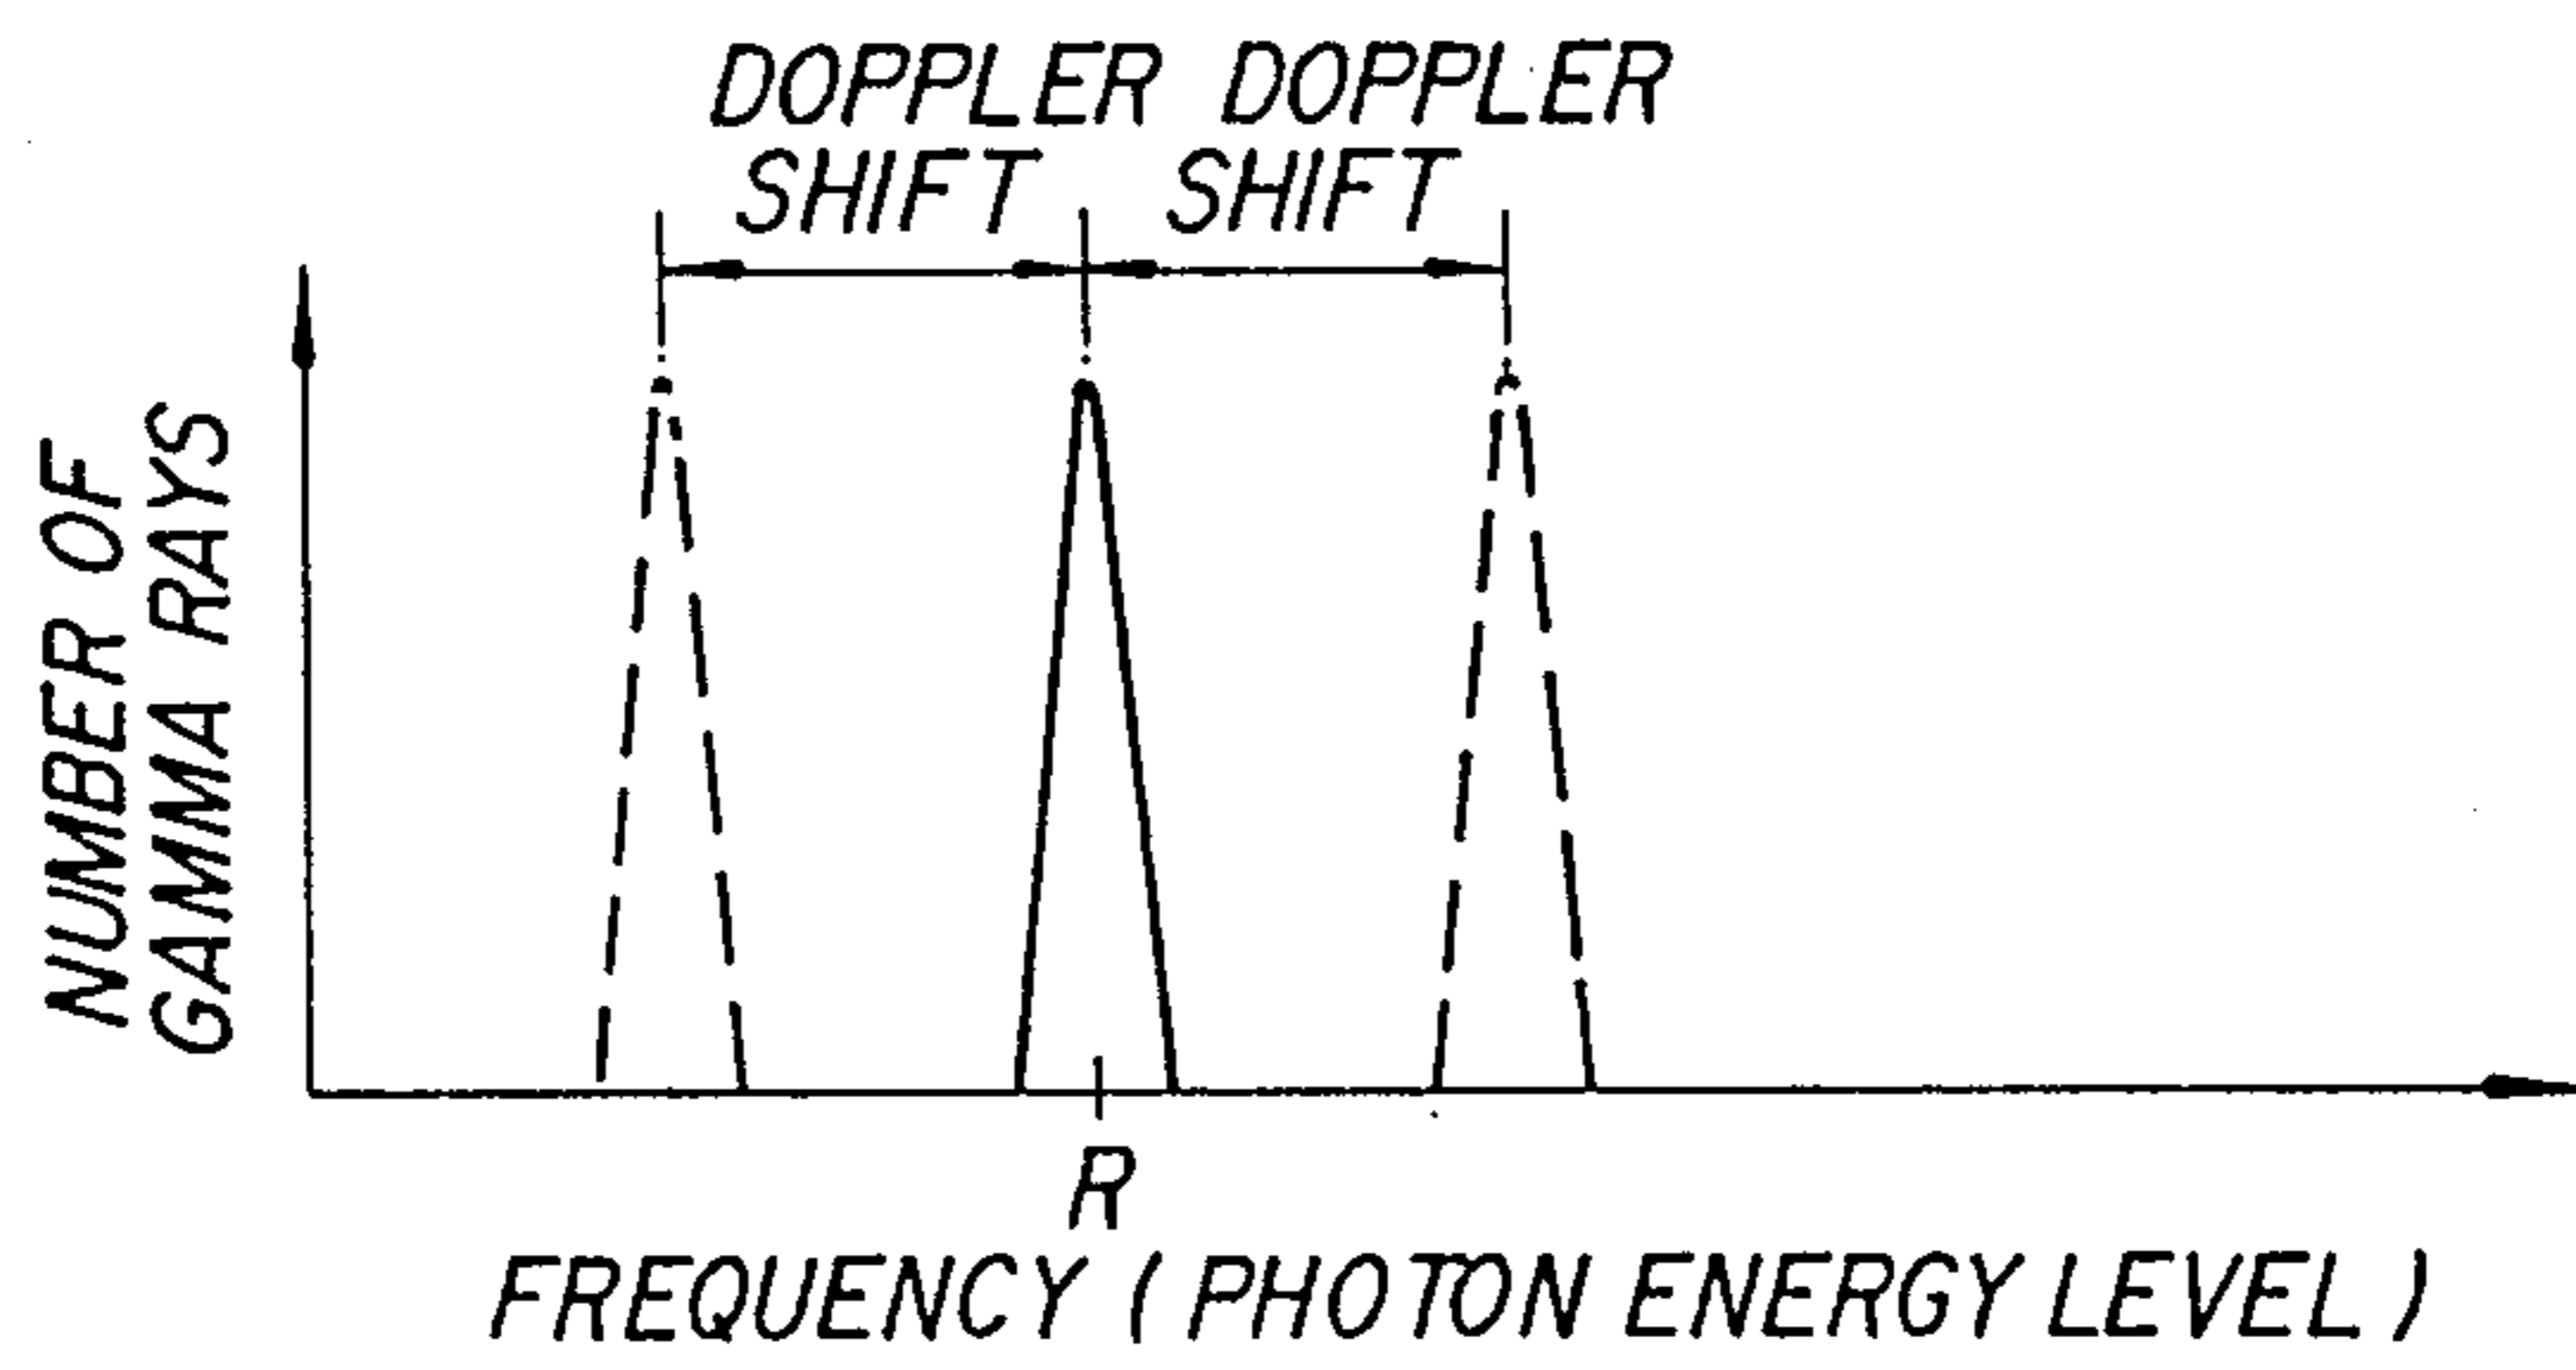 DOPPLER DOPPLER
SHIFT SHIFT
NUMBER OF
GAMMA RAYS
R
FREQUENCY ( PHOTON ENERGY LEVEL )